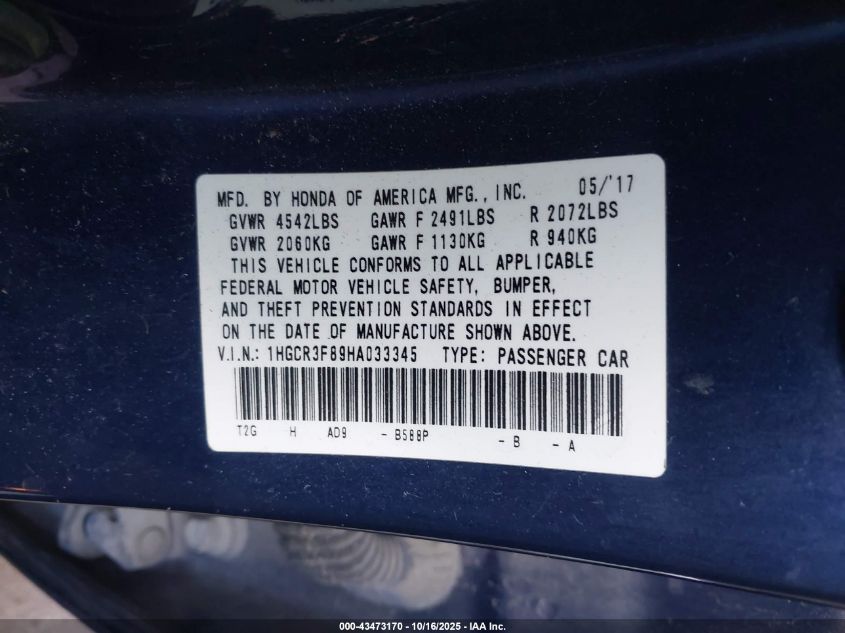 MFD. BY HONDA OF AMERICA MFG., INC. 05/'17
GVWR 4542LBS GAWR F 2491LBS R 2072LBS
GVWR 2060KG GAWR F 1130KG R 940KG
THIS VEHICLE CONFORMS TO ALL APPLICABLE
FEDERAL MOTOR VEHICLE SAFETY, BUMPER,
AND THEFT PREVENTION STANDARDS IN EFFECT
ON THE DATE OF MANUFACTURE SHOWN ABOVE.
V.I.N.: 1HGCR3F89HA033345 TYPE: PASSENGER CAR
T2G H AD9 - B588P - B - A
000-43473170 - 10/16/2025 - IAA Inc.